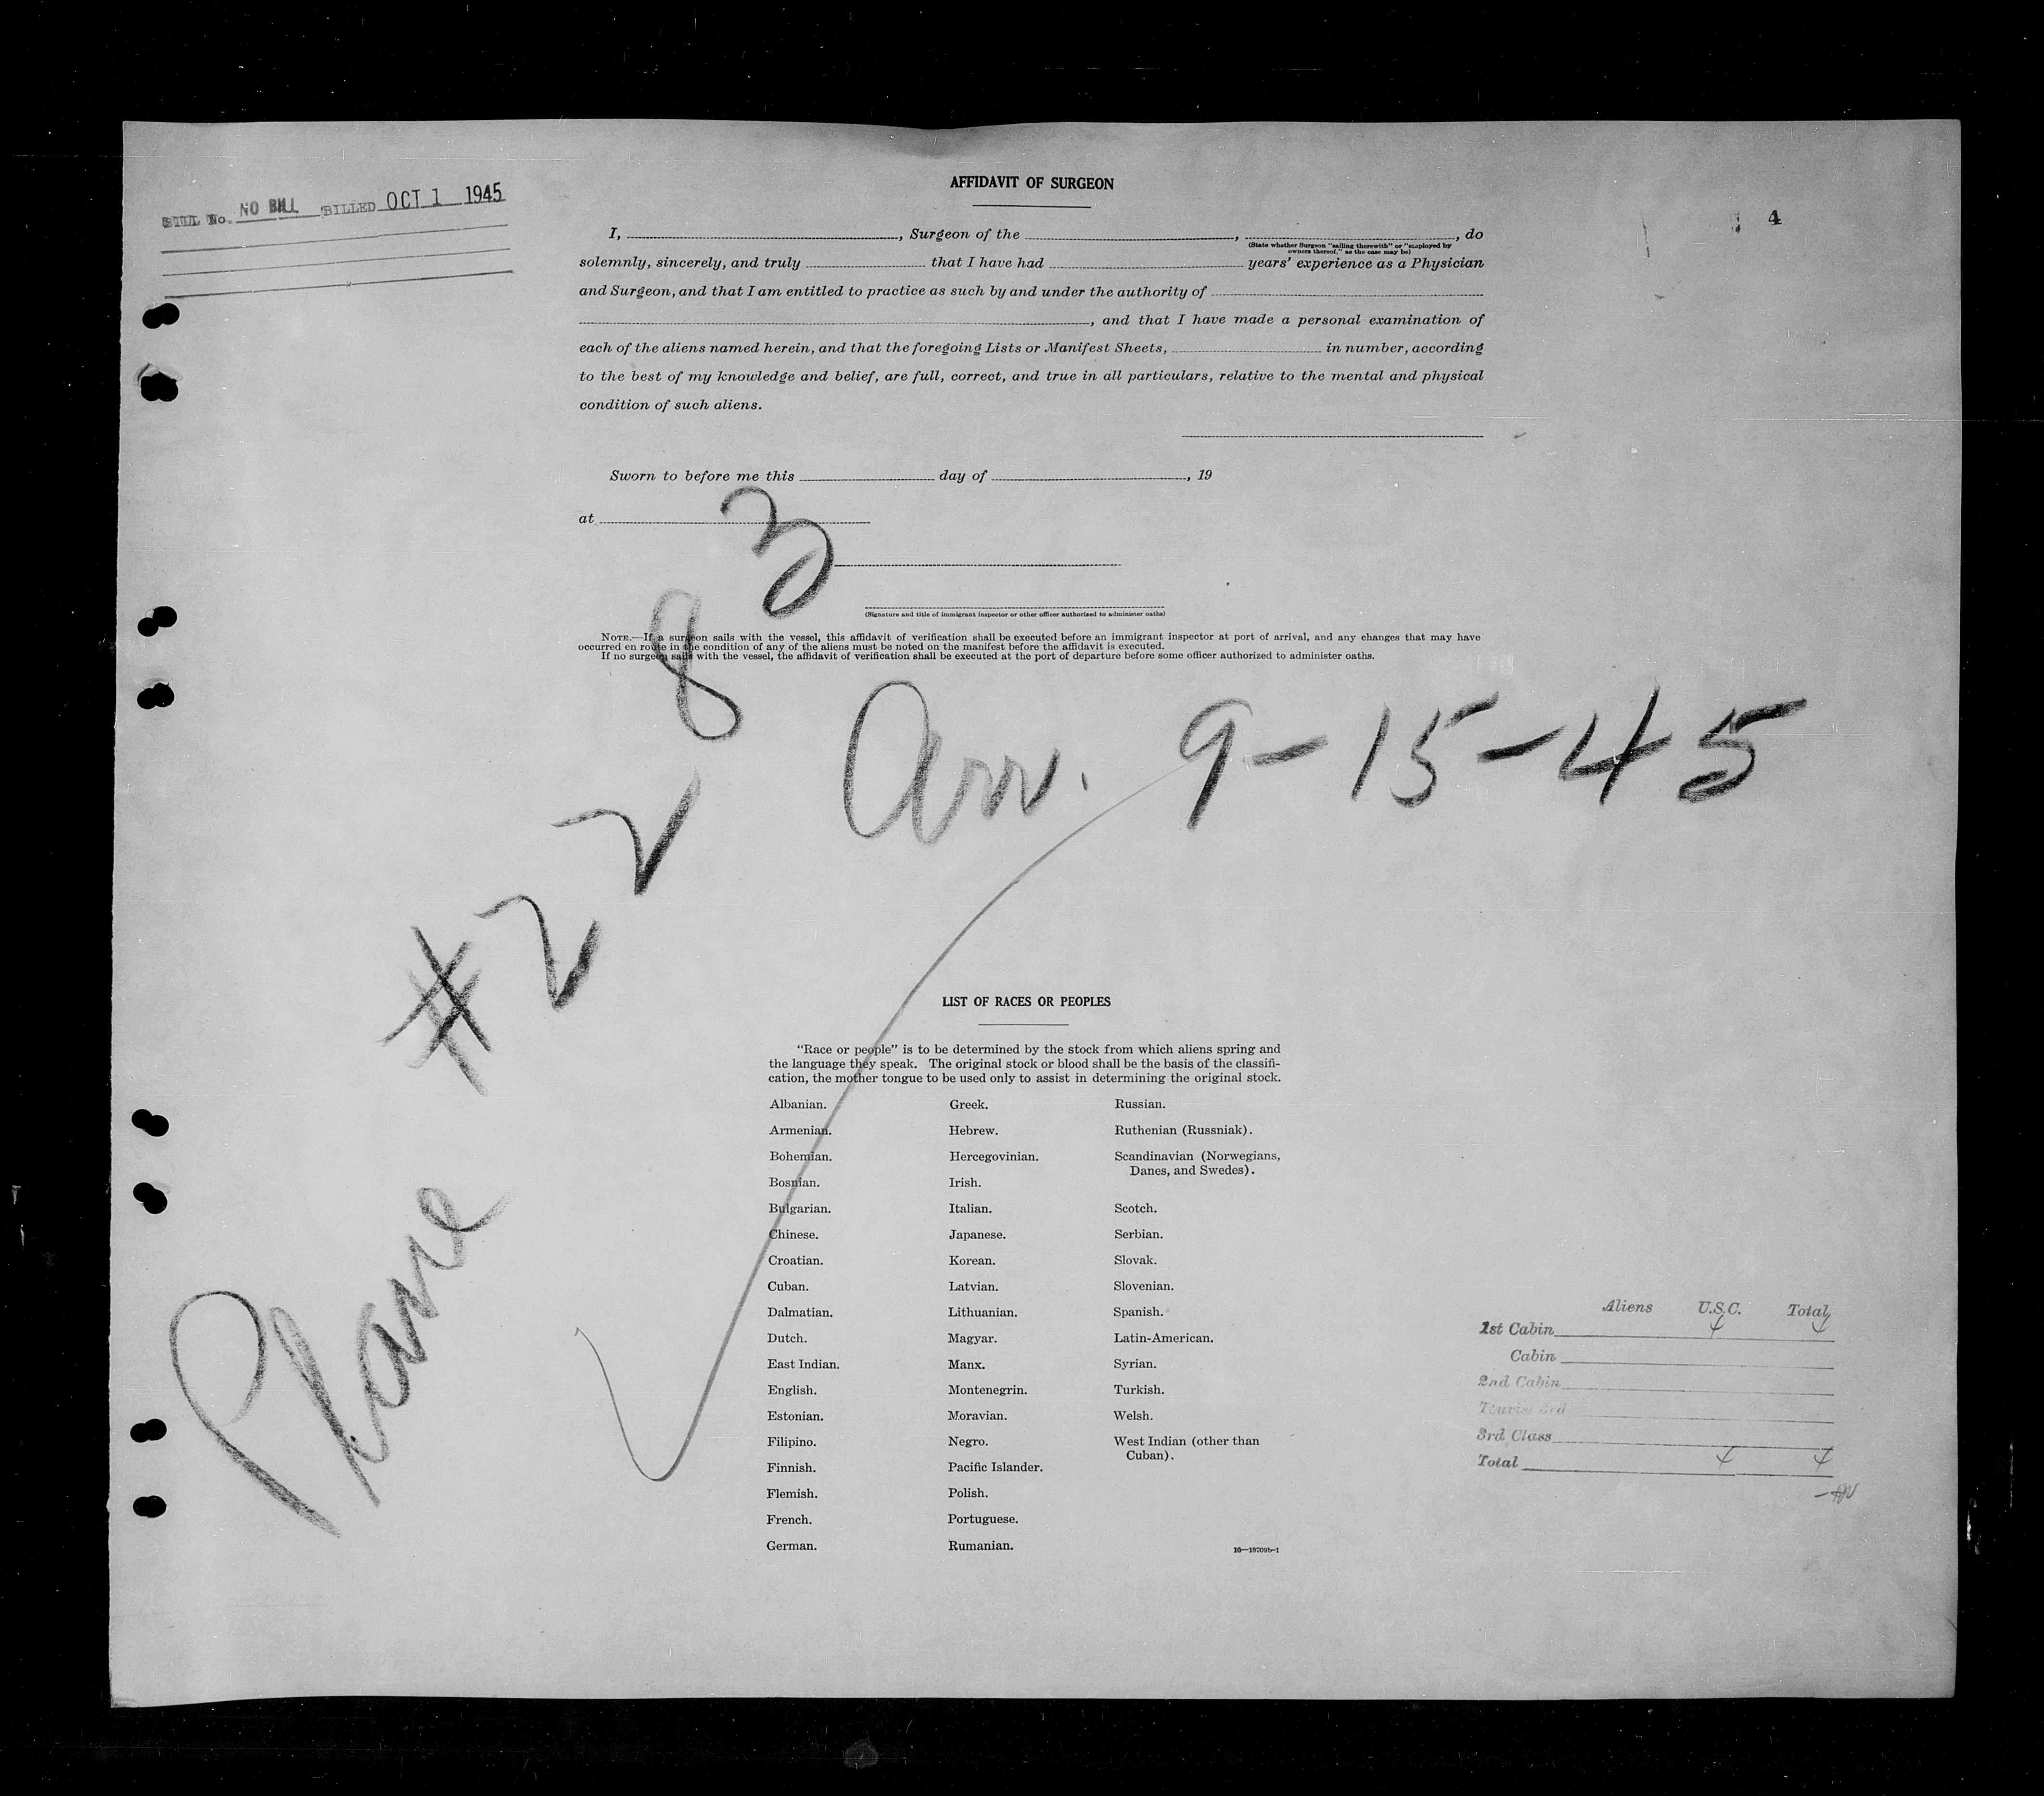 BILL No. NO BILL BILLED OCT 1 1945
AFFIDAVIT OF SURGEON
4
I, , Surgeon of the , , do
(State whether Surgeon "sailing therewith" or "employed by
owners thereof," as the case may be)
solemnly, sincerely, and truly that I have had years' experience as a Physician
and Surgeon, and that I am entitled to practice as such by and under the authority of
, and that I have made a personal examination of
each of the aliens named herein, and that the foregoing Lists or Manifest Sheets, in number, according
to the best of my knowledge and belief, are full, correct, and true in all particulars, relative to the mental and physical
condition of such aliens.
Sworn to before me this day of , 19
at
(Signature and title of immigrant inspector or other officer authorized to administer oaths)
NOTE.—If a surgeon sails with the vessel, this affidavit of verification shall be executed before an immigrant inspector at port of arrival, and any changes that may have
occurred en route in the condition of any of the aliens must be noted on the manifest before the affidavit is executed.
If no surgeon sails with the vessel, the affidavit of verification shall be executed at the port of departure before some officer authorized to administer oaths.
Plane #2283
Arr. 9-15-45
LIST OF RACES OR PEOPLES
"Race or people" is to be determined by the stock from which aliens spring and
the language they speak. The original stock or blood shall be the basis of the classifi-
cation, the mother tongue to be used only to assist in determining the original stock.
Albanian. Greek. Russian.
Armenian. Hebrew. Ruthenian (Russniak).
Bohemian. Hercegovinian. Scandinavian (Norwegians,
Danes, and Swedes).
Bosnian. Irish.
Bulgarian. Italian. Scotch.
Chinese. Japanese. Serbian.
Croatian. Korean. Slovak.
Cuban. Latvian. Slovenian.
Dalmatian. Lithuanian. Spanish.
Dutch. Magyar. Latin-American.
East Indian. Manx. Syrian.
English. Montenegrin. Turkish.
Estonian. Moravian. Welsh.
Filipino. Negro. West Indian (other than
Cuban).
Finnish. Pacific Islander.
Flemish. Polish.
French. Portuguese.
German. Rumanian.
16—18709b-1
Aliens U.S.C. Total
1st Cabin 4 4
Cabin
2nd Cabin
Tourist 3rd
3rd Class
Total 4 4